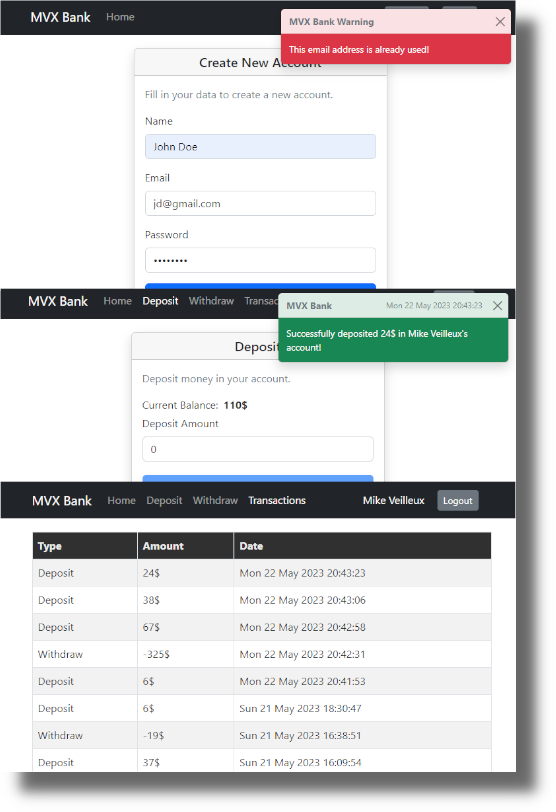 MVX Bank Home
MVX Bank Warning
This email address is already used!
Create New Account
Fill in your data to create a new account.
Name
John Doe
Email
jd@gmail.com
Password
••••••••
MVX Bank Home Deposit Withdraw
MVX Bank Mon 22 May 2023 20:43:23
Successfully deposited 24$ in Mike Veilleux's
account!
Deposit money in your account.
Current Balance: 110$
Deposit Amount
0
MVX Bank Home Deposit Withdraw Transactions Mike Veilleux Logout
Type Amount Date
Deposit 24$ Mon 22 May 2023 20:43:23
Deposit 38$ Mon 22 May 2023 20:43:06
Deposit 67$ Mon 22 May 2023 20:42:58
Withdraw -325$ Mon 22 May 2023 20:42:31
Deposit 6$ Mon 22 May 2023 20:41:53
Deposit 6$ Sun 21 May 2023 18:30:47
Withdraw -19$ Sun 21 May 2023 16:38:51
Deposit 37$ Sun 21 May 2023 16:09:54